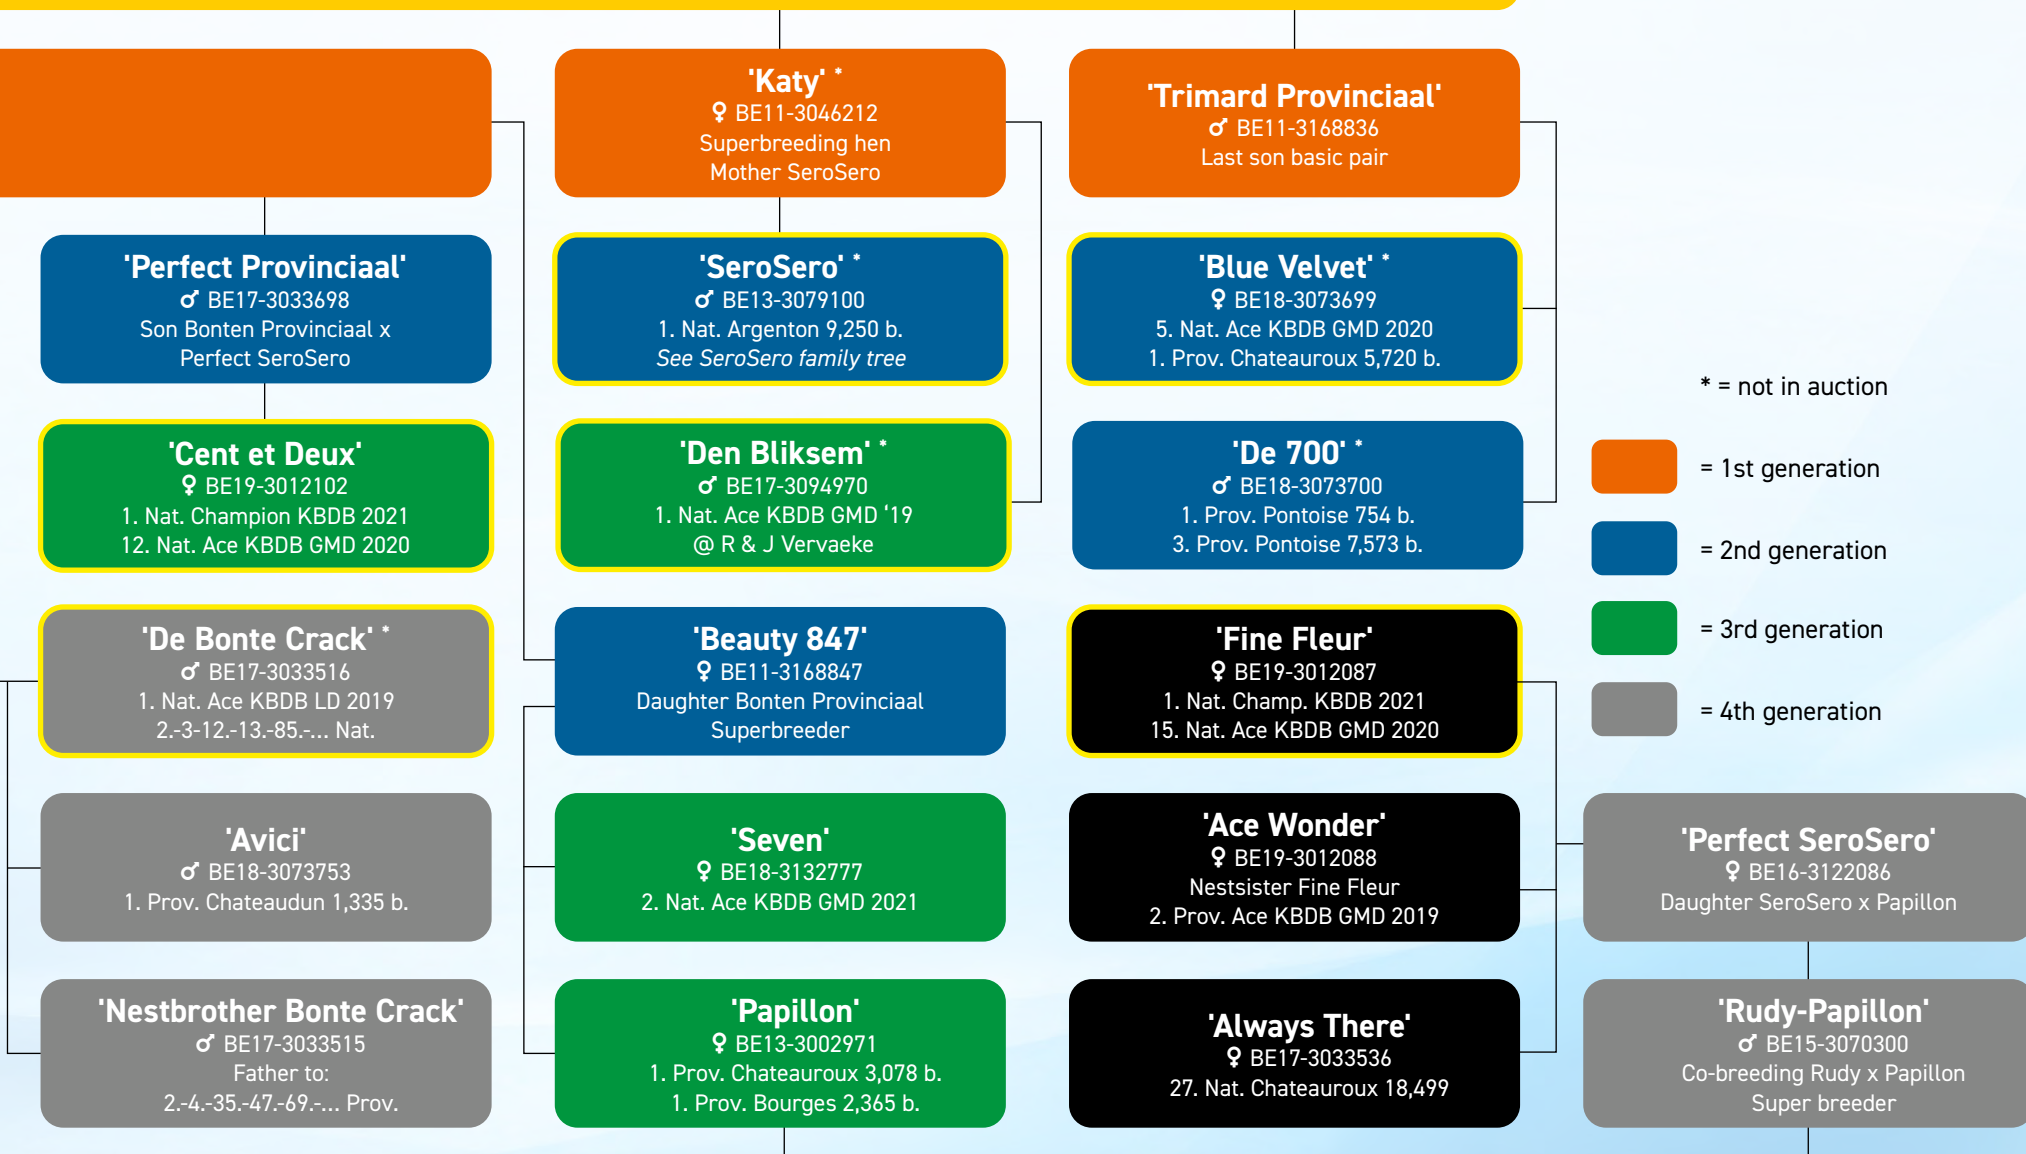 'Katy' *
♀ BE11-3046212
Superbreeding hen
Mother SeroSero
'Trimard Provinciaal'
♂ BE11-3168836
Last son basic pair
'Perfect Provinciaal'
♂ BE17-3033698
Son Bonten Provinciaal x
Perfect SeroSero
'SeroSero' *
♂ BE13-3079100
1. Nat. Argenton 9,250 b.
See SeroSero family tree
'Blue Velvet' *
♀ BE18-3073699
5. Nat. Ace KBDB GMD 2020
1. Prov. Chateauroux 5,720 b.
'Cent et Deux'
♀ BE19-3012102
1. Nat. Champion KBDB 2021
12. Nat. Ace KBDB GMD 2020
'Den Bliksem' *
♂ BE17-3094970
1. Nat. Ace KBDB GMD ‘19
@ R & J Vervaeke
'De 700' *
♂ BE18-3073700
1. Prov. Pontoise 754 b.
3. Prov. Pontoise 7,573 b.
* = not in auction
= 1st generation
= 2nd generation
= 3rd generation
= 4th generation
'De Bonte Crack' *
♂ BE17-3033516
1. Nat. Ace KBDB LD 2019
2.-3-12.-13.-85.-... Nat.
'Beauty 847'
♀ BE11-3168847
Daughter Bonten Provinciaal
Superbreeder
'Fine Fleur'
♀ BE19-3012087
1. Nat. Champ. KBDB 2021
15. Nat. Ace KBDB GMD 2020
'Avici'
♂ BE18-3073753
1. Prov. Chateaudun 1,335 b.
'Seven'
♀ BE18-3132777
2. Nat. Ace KBDB GMD 2021
'Ace Wonder'
♀ BE19-3012088
Nestsister Fine Fleur
2. Prov. Ace KBDB GMD 2019
'Perfect SeroSero'
♀ BE16-3122086
Daughter SeroSero x Papillon
'Nestbrother Bonte Crack'
♂ BE17-3033515
Father to:
2.-4.-35.-47.-69.-... Prov.
'Papillon'
♀ BE13-3002971
1. Prov. Chateauroux 3,078 b.
1. Prov. Bourges 2,365 b.
'Always There'
♀ BE17-3033536
27. Nat. Chateauroux 18,499
'Rudy-Papillon'
♂ BE15-3070300
Co-breeding Rudy x Papillon
Super breeder